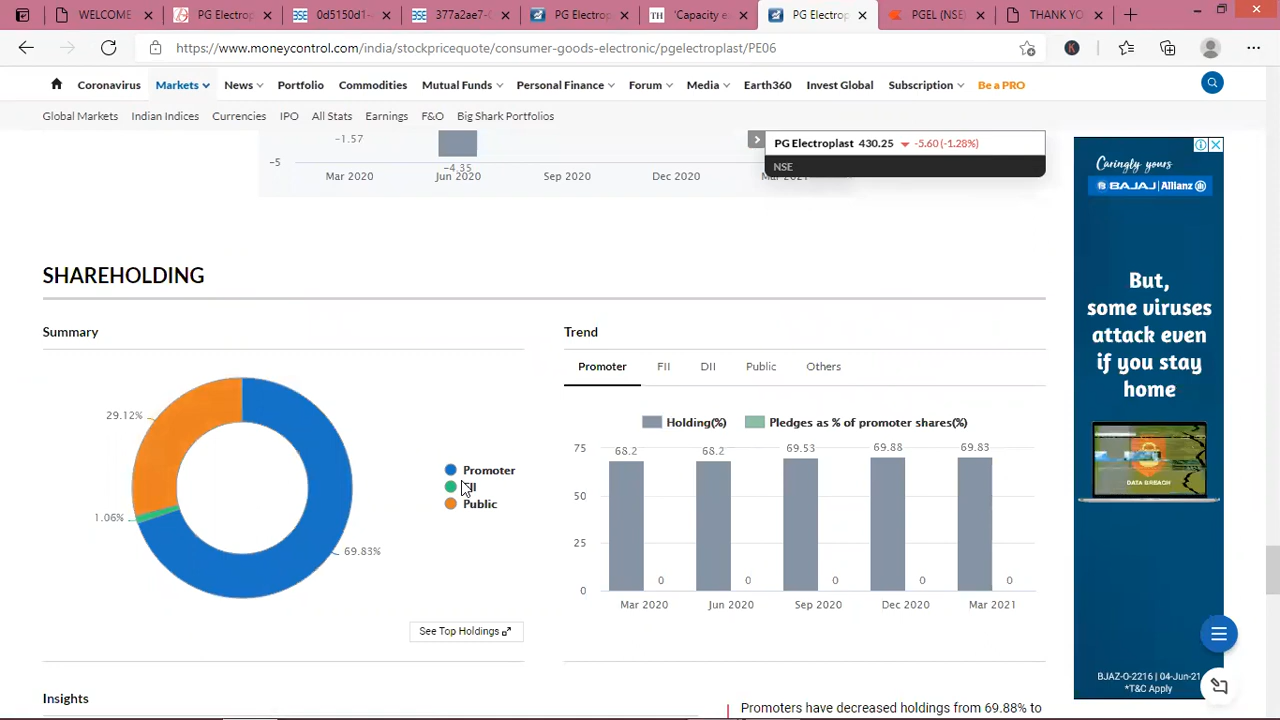 WELCOME
PG Electrop
0d5150d1-
377a2ae7-0
PG Electrop
'Capacity e
PG Electrop
PGEL (NSE)
THANK YO
https://www.moneycontrol.com/india/stockpricequote/consumer-goods-electronic/pgelectroplast/PE06
Coronavirus Markets News Portfolio Commodities Mutual Funds Personal Finance Forum Media Earth360 Invest Global Subscription Be a PRO
Global Markets Indian Indices Currencies IPO All Stats Earnings F&O Big Shark Portfolios
−1.57
−5
−4.35
Mar 2020 Jun 2020 Sep 2020 Dec 2020
PG Electroplast 430.25 -5.60 (-1.28%)
NSE
SHAREHOLDING
Summary
29.12%
1.06%
69.83%
Promoter
Public
See Top Holdings
Trend
Promoter FII DII Public Others
Holding(%) Pledges as % of promoter shares(%)
75
50
25
0
68.2 68.2 69.53 69.88 69.83
0 0 0 0 0
Mar 2020 Jun 2020 Sep 2020 Dec 2020 Mar 2021
Insights
Promoters have decreased holdings from 69.88% to
Caringly yours
BAJAJ Allianz
But,
some viruses
attack even
if you stay
home
DATA BREACH
BJAZ-O-2216 | 04-Jun-21
*T&C Apply